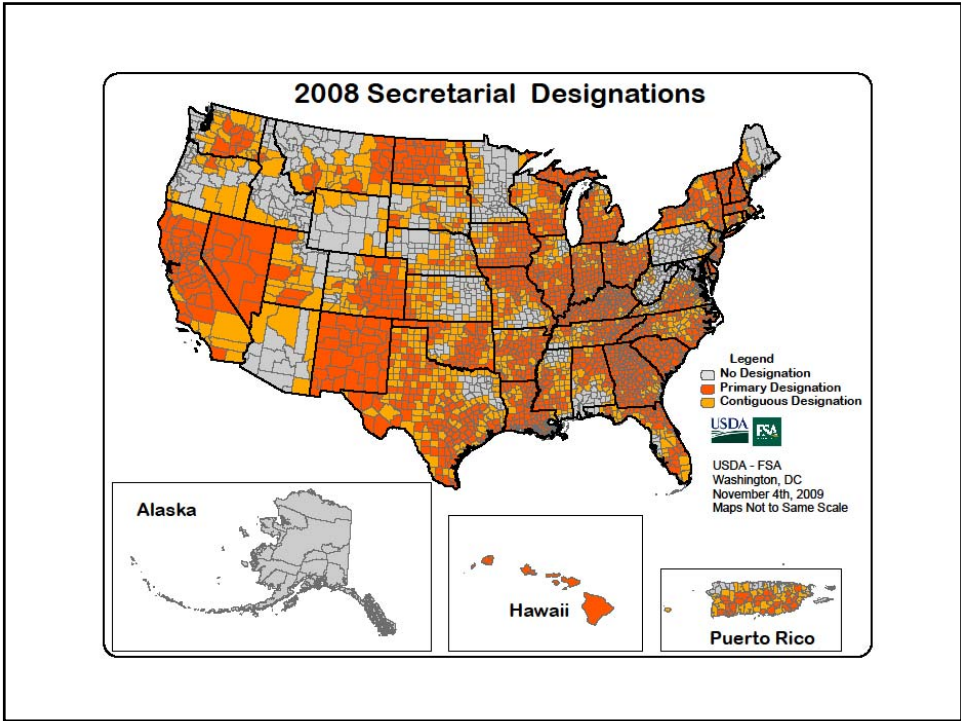 2008 Secretarial Designations
Legend
No Designation
Primary Designation
Contiguous Designation
USDA
FSA
USDA - FSA
Washington, DC
November 4th, 2009
Maps Not to Same Scale
Alaska
Hawaii
Puerto Rico